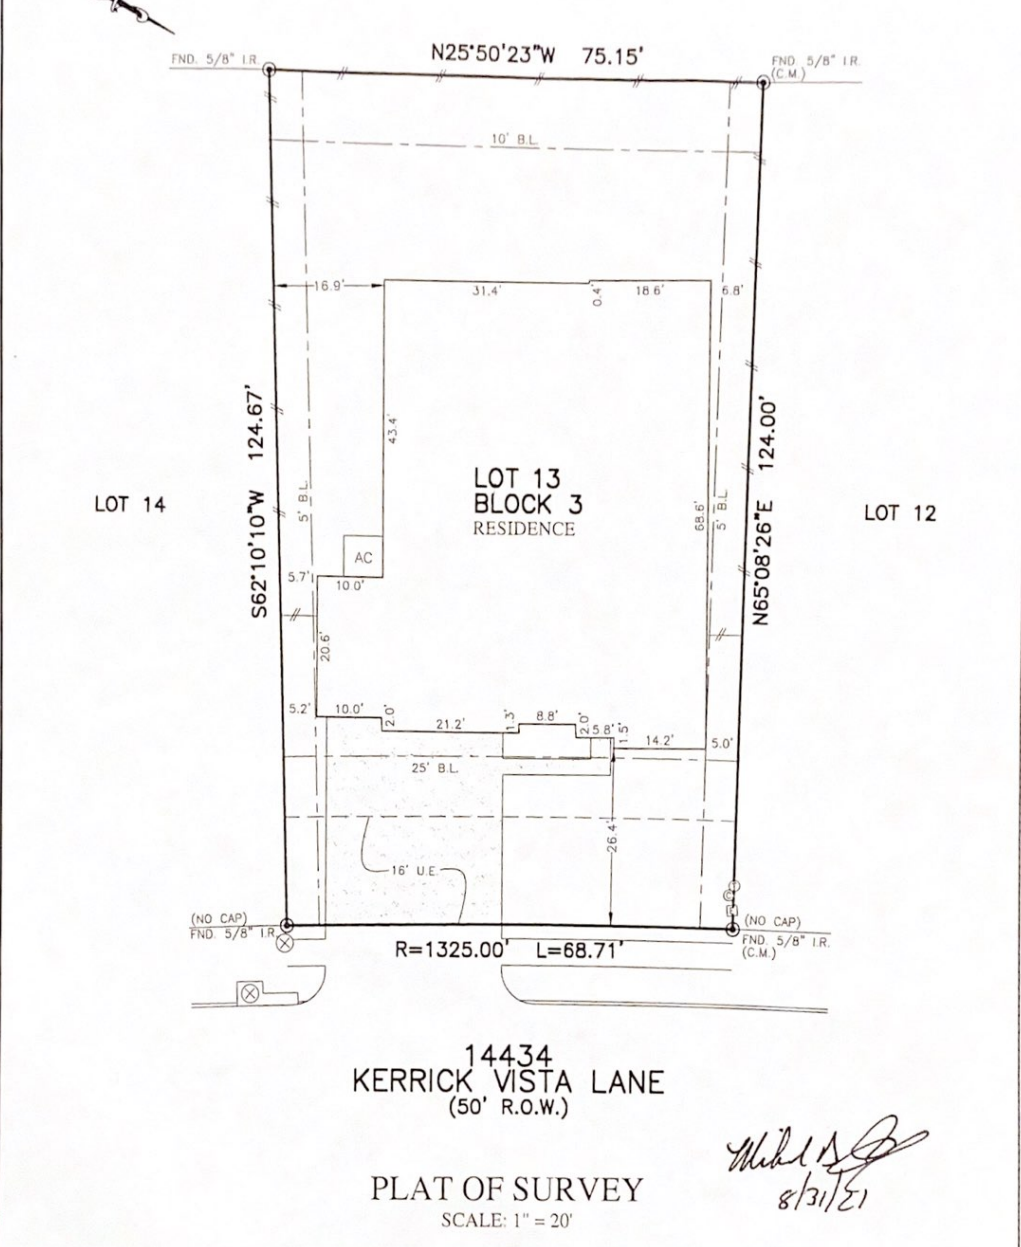 N25°50'23"W 75.15'
FND. 5/8" I.R.
FND. 5/8" I.R.
(C.M.)
10' B.L.
16.9'
31.4'
0.4'
18.6'
6.8'
S62°10'10"W 124.67'
43.4'
N65°08'26"E 124.00'
LOT 14
LOT 13
BLOCK 3
RESIDENCE
LOT 12
5' B.L.
68.6'
5' B.L.
AC
5.7'
10.0'
20.6'
5.2'
10.0'
2.0'
21.2'
1.3'
8.8'
2.0'
5.8'
1.5'
14.2'
5.0'
25' B.L.
26.4'
16' U.E.
(NO CAP)
FND. 5/8" I.R.
(NO CAP)
FND. 5/8" I.R.
(C.M.)
R=1325.00' L=68.71'
14434
KERRICK VISTA LANE
(50' R.O.W.)
8/31/21
PLAT OF SURVEY
SCALE: 1" = 20'